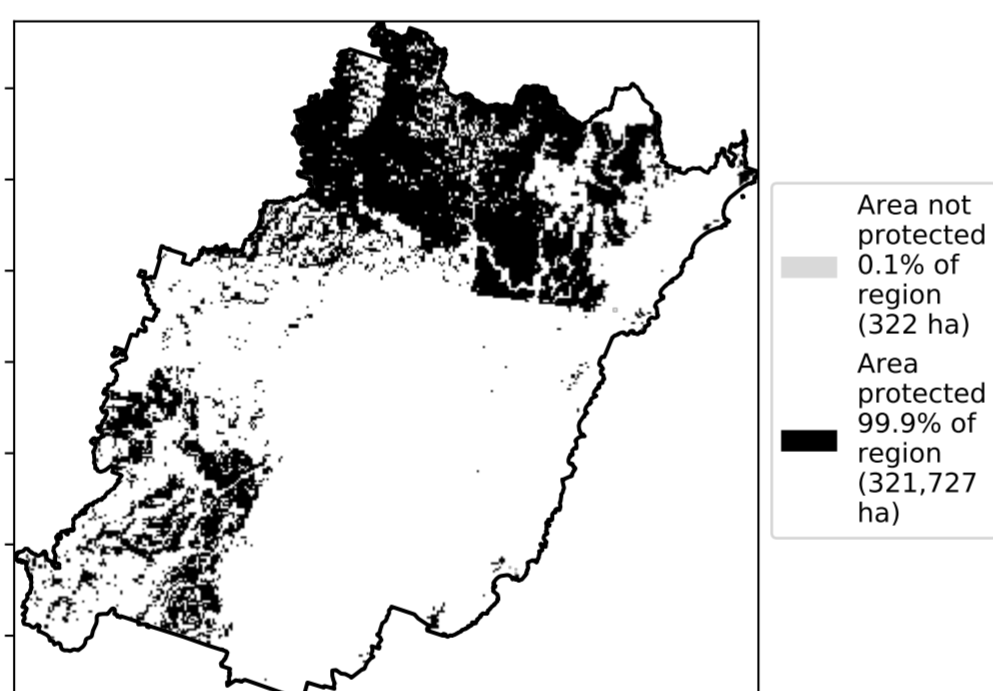 Area not
protected
0.1% of
region
(322 ha)
Area
protected
99.9% of
region
(321,727
ha)